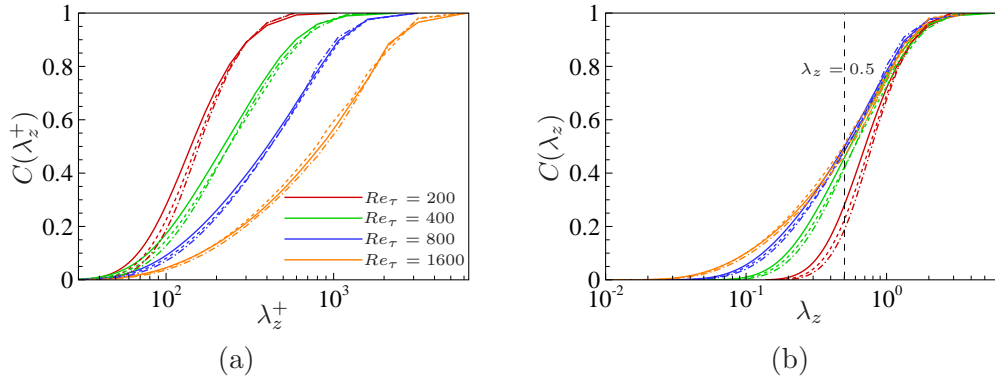 C(λ_z^+)
1
0.8
0.6
0.4
0.2
0
10^2
10^3
λ_z^+
Re_τ = 200
Re_τ = 400
Re_τ = 800
Re_τ = 1600
(a)
C(λ_z)
1
0.8
0.6
0.4
0.2
0
10^-2
10^-1
10^0
λ_z
λ_z = 0.5
(b)